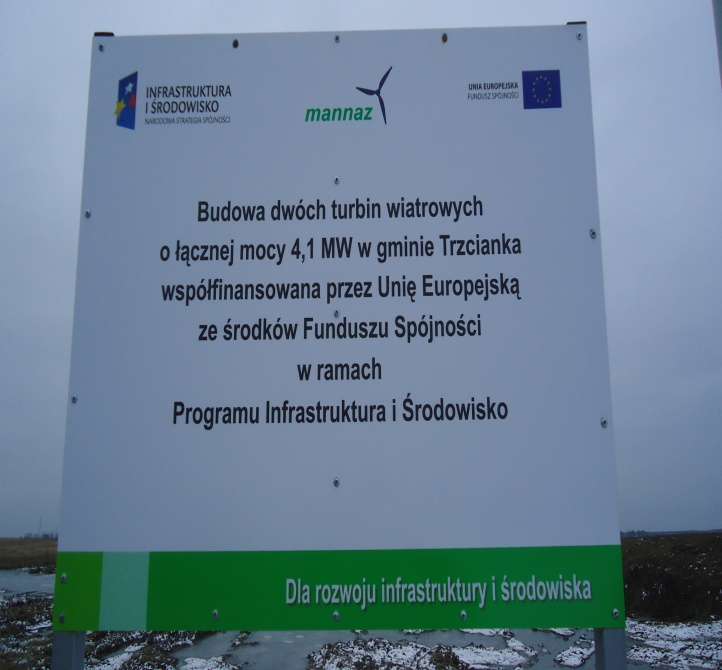 INFRASTRUKTURA
I ŚRODOWISKO
NARODOWA STRATEGIA SPÓJNOŚCI
mannaz
UNIA EUROPEJSKA
FUNDUSZ SPÓJNOŚCI
Budowa dwóch turbin wiatrowych
o łącznej mocy 4,1 MW w gminie Trzcianka
współfinansowana przez Unię Europejską
ze środków Funduszu Spójności
w ramach
Programu Infrastruktura i Środowisko
Dla rozwoju infrastruktury i środowiska